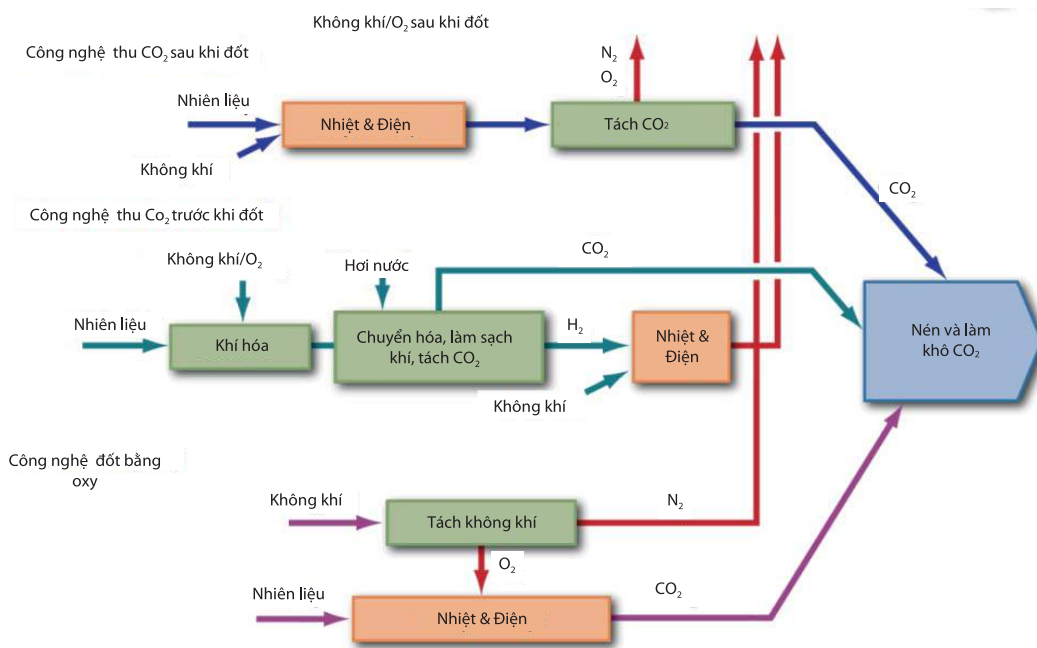 Không khí/O₂ sau khi đốt
Công nghệ thu CO₂ sau khi đốt
N₂
O₂
Nhiên liệu
Nhiệt & Điện
Tách CO₂
Không khí
CO₂
Công nghệ thu Co₂ trước khi đốt
Không khí/O₂
Hơi nước
CO₂
Nhiên liệu
Khí hóa
Chuyển hóa, làm sạch
khí, tách CO₂
H₂
Nhiệt &
Điện
Nén và làm
khô CO₂
Không khí
Công nghệ đốt bằng
oxy
Không khí
Tách không khí
N₂
O₂
Nhiên liệu
Nhiệt & Điện
CO₂